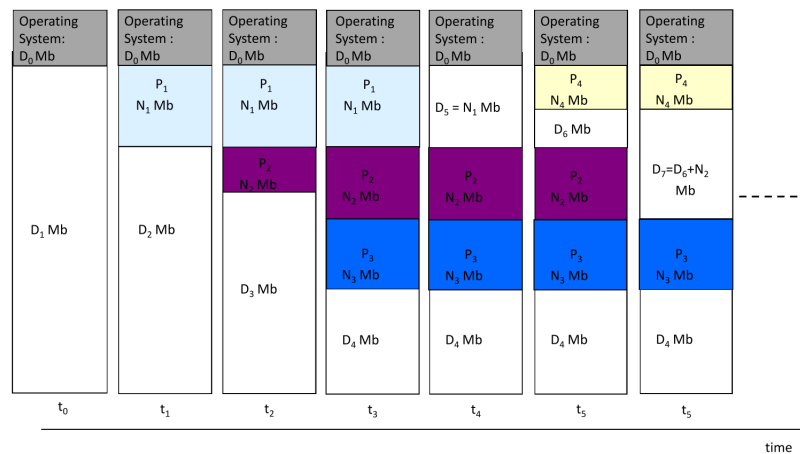 Operating
System:
D₀ Mb
D₁ Mb
t₀
Operating
System :
D₀ Mb
P₁
N₁ Mb
D₂ Mb
t₁
Operating
System :
D₀ Mb
P₁
N₁ Mb
P₂
N₂ Mb
D₃ Mb
t₂
Operating
System :
D₀ Mb
P₁
N₁ Mb
P₂
N₂ Mb
P₃
N₃ Mb
D₄ Mb
t₃
Operating
System :
D₀ Mb
D₅ = N₁ Mb
P₂
N₂ Mb
P₃
N₃ Mb
D₄ Mb
t₄
Operating
System :
D₀ Mb
P₄
N₄ Mb
D₆ Mb
P₂
N₂ Mb
P₃
N₃ Mb
D₄ Mb
t₅
Operating
System :
D₀ Mb
P₄
N₄ Mb
D₇=D₆+N₂
Mb
P₃
N₃ Mb
D₄ Mb
t₅
time